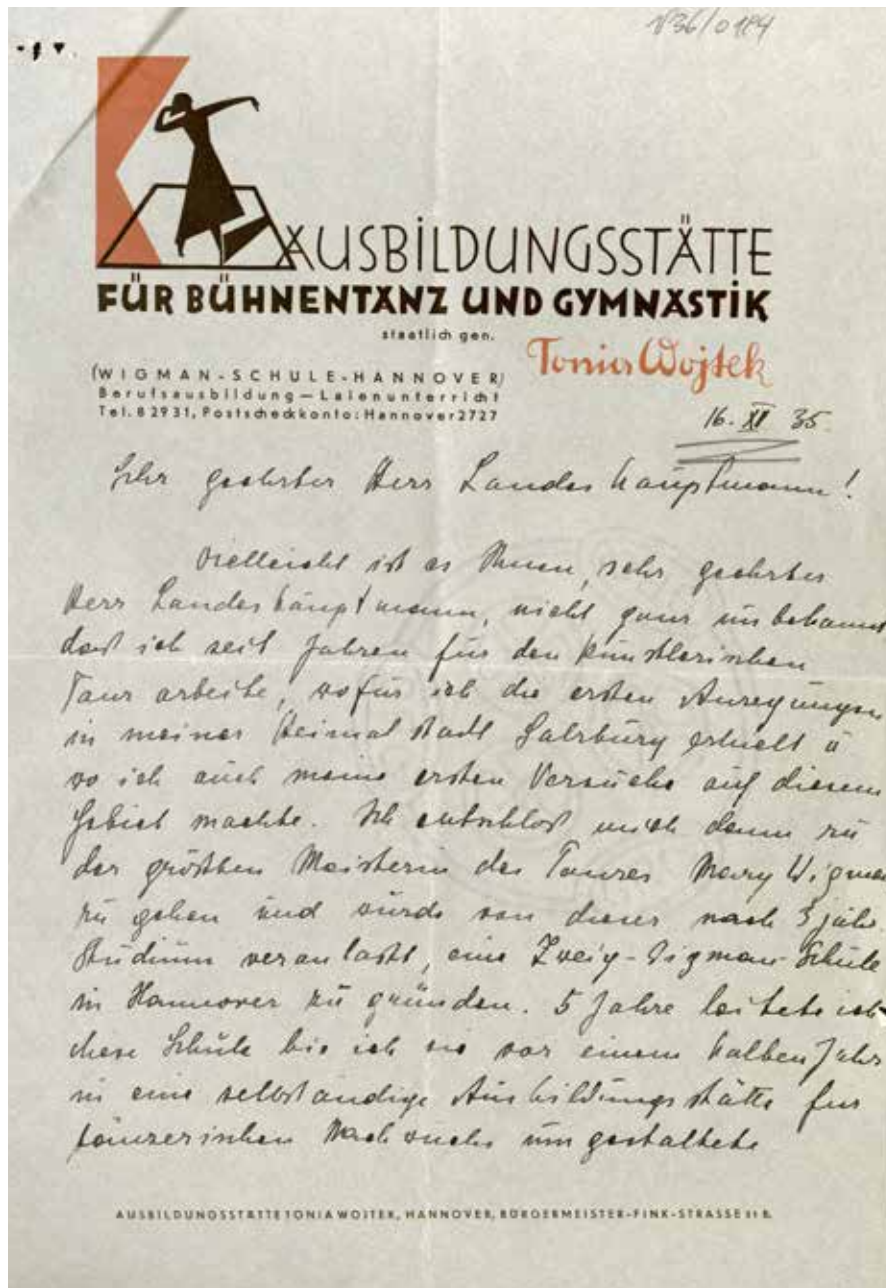 V36/0184
AUSBILDUNGSSTÄTTE
FÜR BÜHNENTANZ UND GYMNASTIK
staatlich gen.
Tonia Wojtek
(WIGMAN-SCHULE-HANNOVER)
Berufsausbildung — Laienunterricht
Tel. 82931, Postscheckkonto: Hannover 2727
16. XI 35.
Sehr geehrter Herr Landeshauptmann!
Vielleicht ist es Ihnen, sehr geehrter
Herr Landeshauptmann, nicht ganz unbekannt
daß ich seit Jahren für den künstlerischen
Tanz arbeite, wofür ich die ersten Anregungen
in meiner Heimatstadt Salzburg erhielt u
wo ich auch meine ersten Versuche auf diesem
Gebiet machte. Ich entschloß mich dann zu
der größten Meisterin des Tanzes Mary Wigman
zu gehen und wurde von dieser nach 3 jähr.
Studium veranlaßt, eine Zweig-Wigman-Schule
in Hannover zu gründen. 5 Jahre leitete ich
diese Schule bis ich sie vor einem halben Jahr
in eine selbständige Ausbildungsstätte für
tänzerischen Nachwuchs umgestaltete
AUSBILDUNGSSTÄTTE TONIA WOJTEK, HANNOVER, BÜRGERMEISTER-FINK-STRASSE